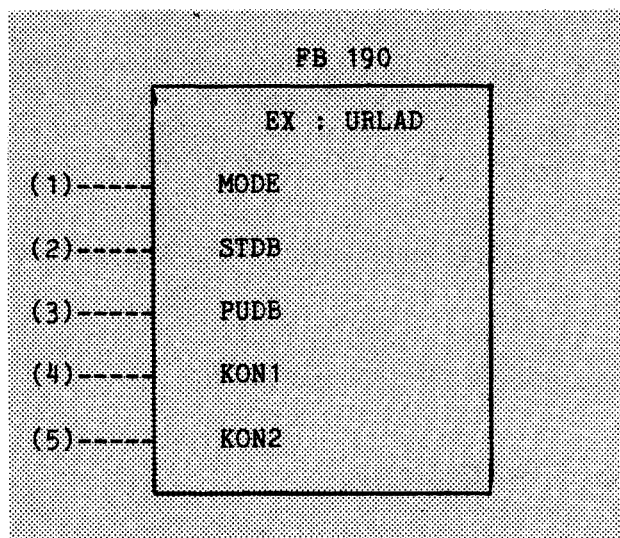 FB 190
EX : URLAD
(1)----- MODE
(2)----- STDB
(3)----- PUDB
(4)----- KON1
(5)----- KON2